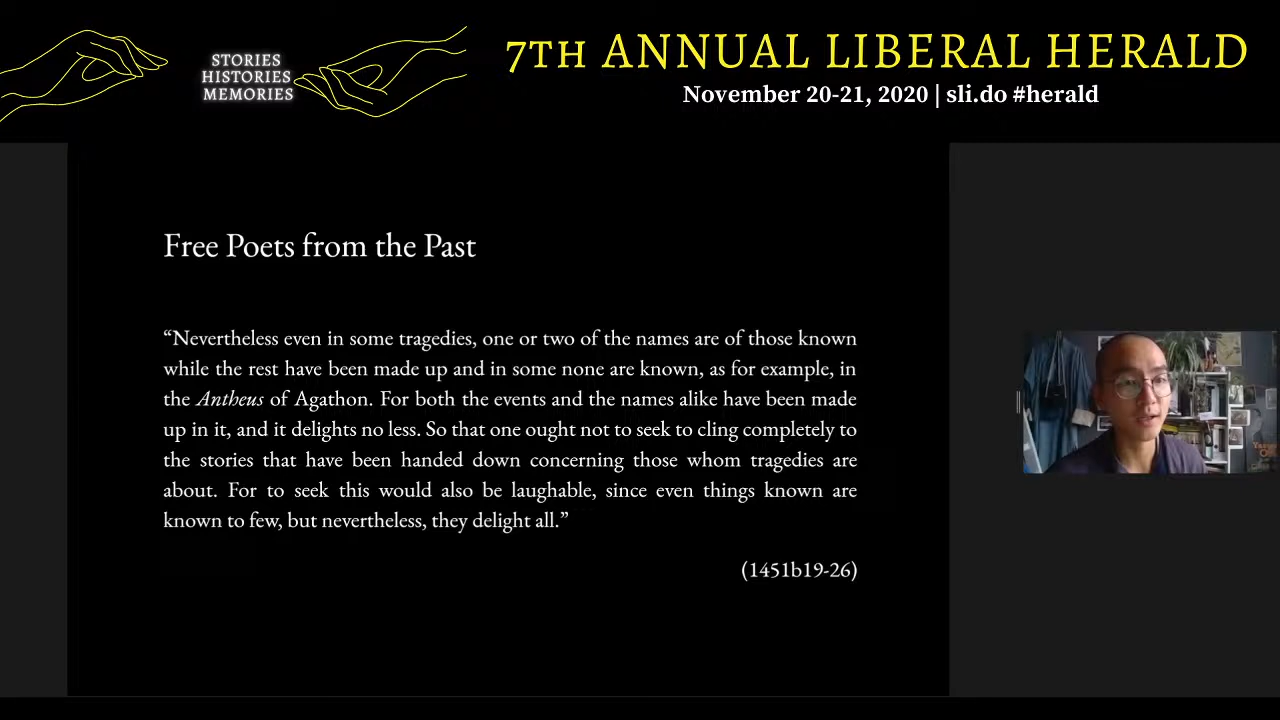 STORIES
HISTORIES
MEMORIES
7TH ANNUAL LIBERAL HERALD
November 20-21, 2020 | sli.do #herald
Free Poets from the Past
“Nevertheless even in some tragedies, one or two of the names are of those known
while the rest have been made up and in some none are known, as for example, in
the Antheus of Agathon. For both the events and the names alike have been made
up in it, and it delights no less. So that one ought not to seek to cling completely to
the stories that have been handed down concerning those whom tragedies are
about. For to seek this would also be laughable, since even things known are
known to few, but nevertheless, they delight all.”
(1451b19-26)